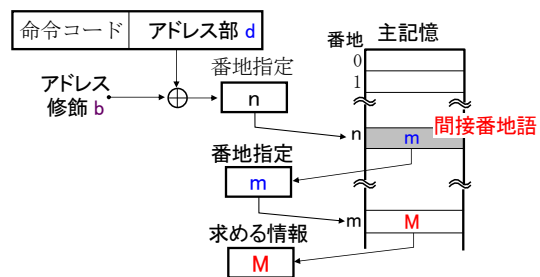 命令コード アドレス部 d
番地 主記憶
0
1
番地指定
アドレス
修飾 b
n
間接番地語
n m
番地指定
m
m M
求める情報
M